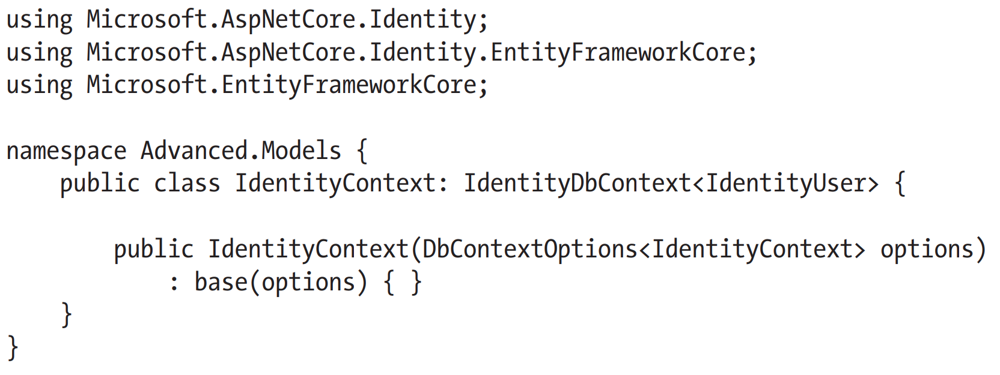 using Microsoft.AspNetCore.Identity;
using Microsoft.AspNetCore.Identity.EntityFrameworkCore;
using Microsoft.EntityFrameworkCore;

namespace Advanced.Models {
    public class IdentityContext: IdentityDbContext<IdentityUser> {

        public IdentityContext(DbContextOptions<IdentityContext> options)
            : base(options) { }
    }
}